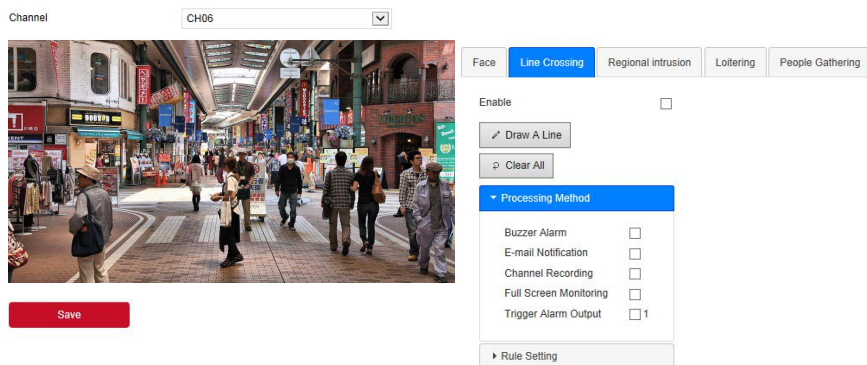 Channel
CH06
Face
Line Crossing
Regional intrusion
Loitering
People Gathering
Enable
Draw A Line
Clear All
Processing Method
Buzzer Alarm
E-mail Notification
Channel Recording
Full Screen Monitoring
Trigger Alarm Output 1
Rule Setting
Save